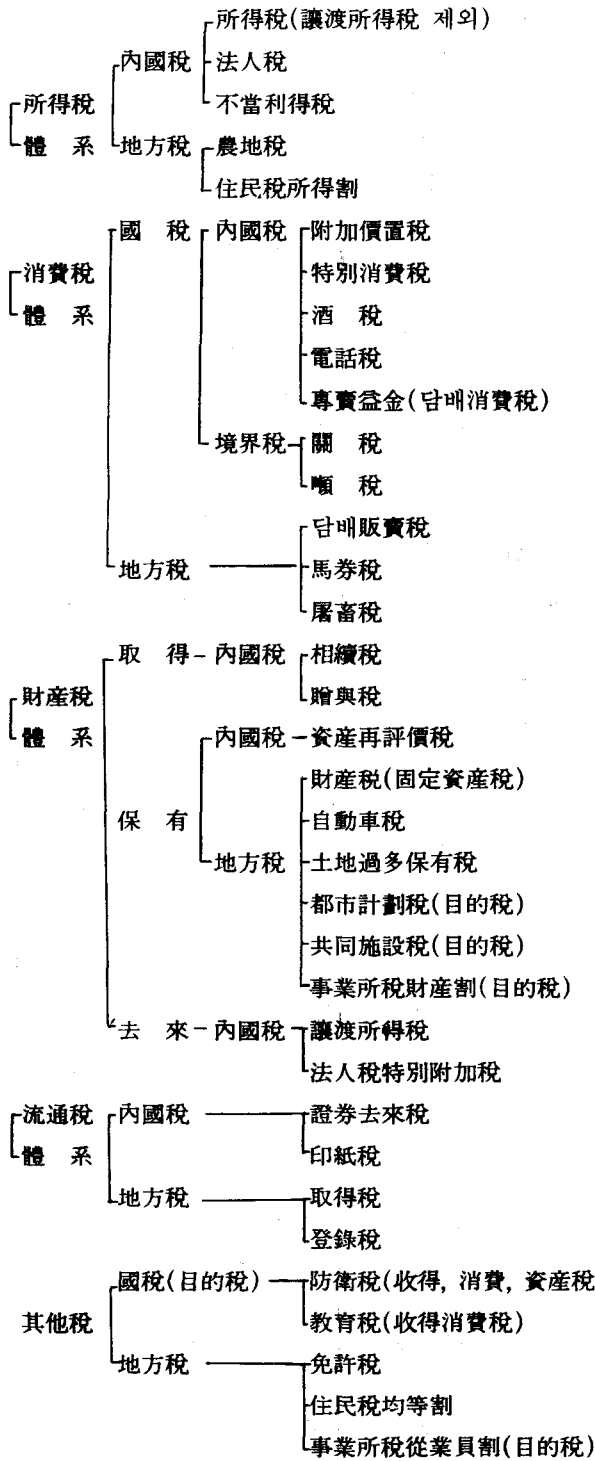 所得稅(讓渡所得稅 제외)
內國稅 法人稅
所得稅 不當利得稅
體 系 地方稅 農地稅
住民稅所得割
國 稅 內國稅 附加價置稅
消費稅 特別消費稅
體 系 酒 稅
電話稅
專賣益金(담배消費稅)
境界稅 關 稅
噸 稅
담배販賣稅
地方稅 馬券稅
屠畜稅
取 得 內國稅 相續稅
財産稅 贈與稅
體 系 內國稅 資産再評價稅
財産税(固定資産稅)
保 有 自動車稅
地方稅 土地過多保有稅
都市計劃稅(目的稅)
共同施設稅(目的稅)
事業所稅財産割(目的稅)
去 來 內國稅 讓渡所得稅
法人稅特別附加稅
流通稅 內國稅 證券去來稅
體 系 印紙稅
地方稅 取得稅
登錄稅
國稅(目的稅) 防衛稅(收得, 消費, 資産稅
其他稅 敎育稅(收得消費稅)
地方稅 免許稅
住民稅均等割
事業所稅從業員割(目的稅)